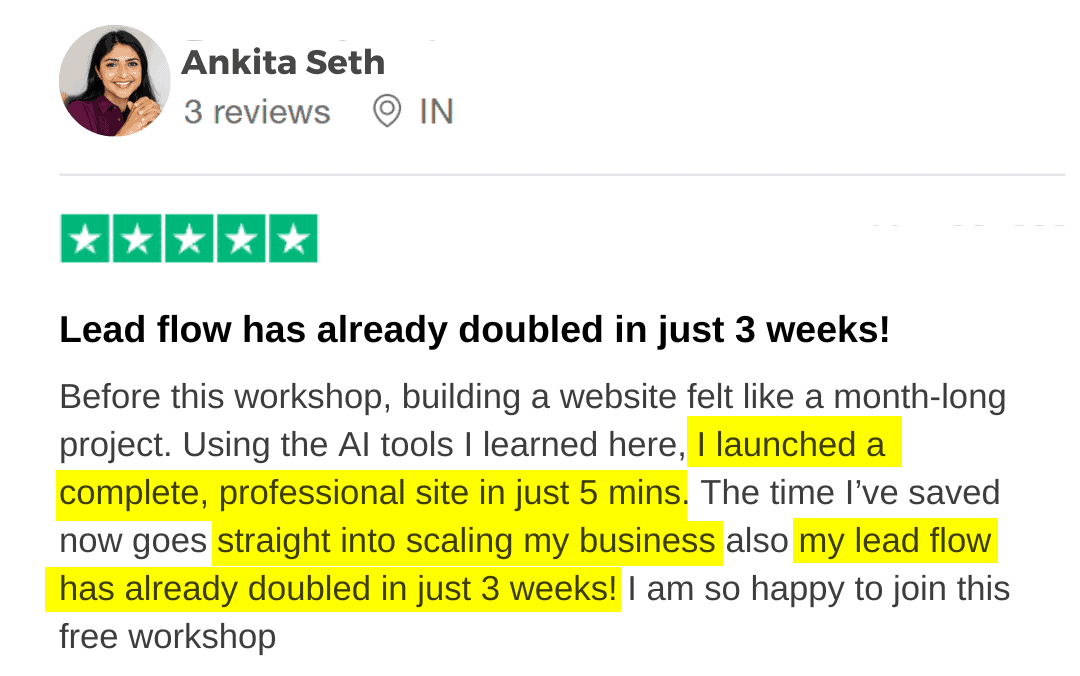 Ankita Seth
3 reviews IN
Lead flow has already doubled in just 3 weeks!
Before this workshop, building a website felt like a month-long
project. Using the AI tools I learned here, I launched a
complete, professional site in just 5 mins. The time I’ve saved
now goes straight into scaling my business also my lead flow
has already doubled in just 3 weeks! I am so happy to join this
free workshop